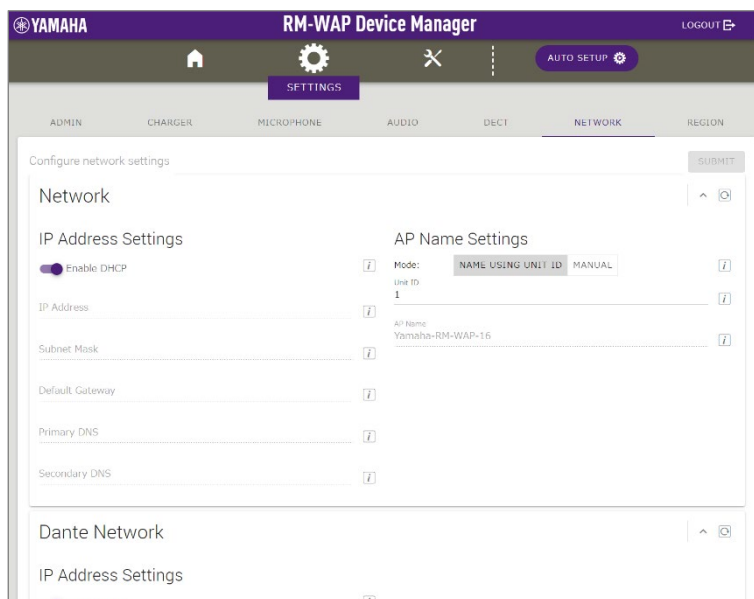 YAMAHA
RM-WAP Device Manager
LOGOUT
AUTO SETUP
SETTINGS
ADMIN CHARGER MICROPHONE AUDIO DECT NETWORK REGION
Configure network settings
SUBMIT
Network
IP Address Settings
Enable DHCP
IP Address
Subnet Mask
Default Gateway
Primary DNS
Secondary DNS
AP Name Settings
Mode: NAME USING UNIT ID MANUAL
Unit ID
1
AP Name
Yamaha-RM-WAP-16
Dante Network
IP Address Settings